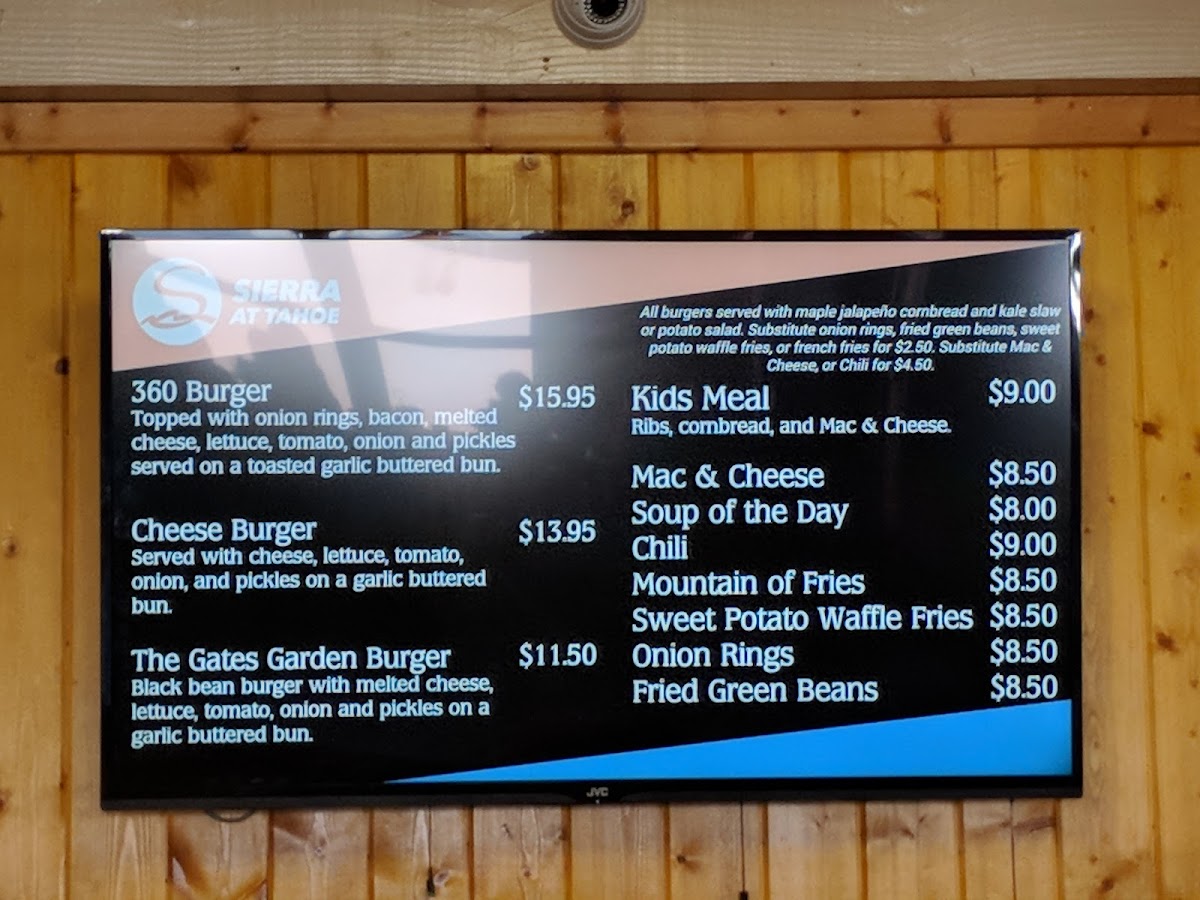 SIERRA
AT TAHOE
All burgers served with maple jalapeño cornbread and kale slaw
or potato salad. Substitute onion rings, fried green beans, sweet
potato waffle fries, or french fries for $2.50. Substitute Mac &
Cheese, or Chili for $4.50.
360 Burger $15.95
Topped with onion rings, bacon, melted
cheese, lettuce, tomato, onion and pickles
served on a toasted garlic buttered bun.
Cheese Burger $13.95
Served with cheese, lettuce, tomato,
onion, and pickles on a garlic buttered
bun.
The Gates Garden Burger $11.50
Black bean burger with melted cheese,
lettuce, tomato, onion and pickles on a
garlic buttered bun.
Kids Meal $9.00
Ribs, cornbread, and Mac & Cheese.
Mac & Cheese $8.50
Soup of the Day $8.00
Chili $9.00
Mountain of Fries $8.50
Sweet Potato Waffle Fries $8.50
Onion Rings $8.50
Fried Green Beans $8.50
JVC